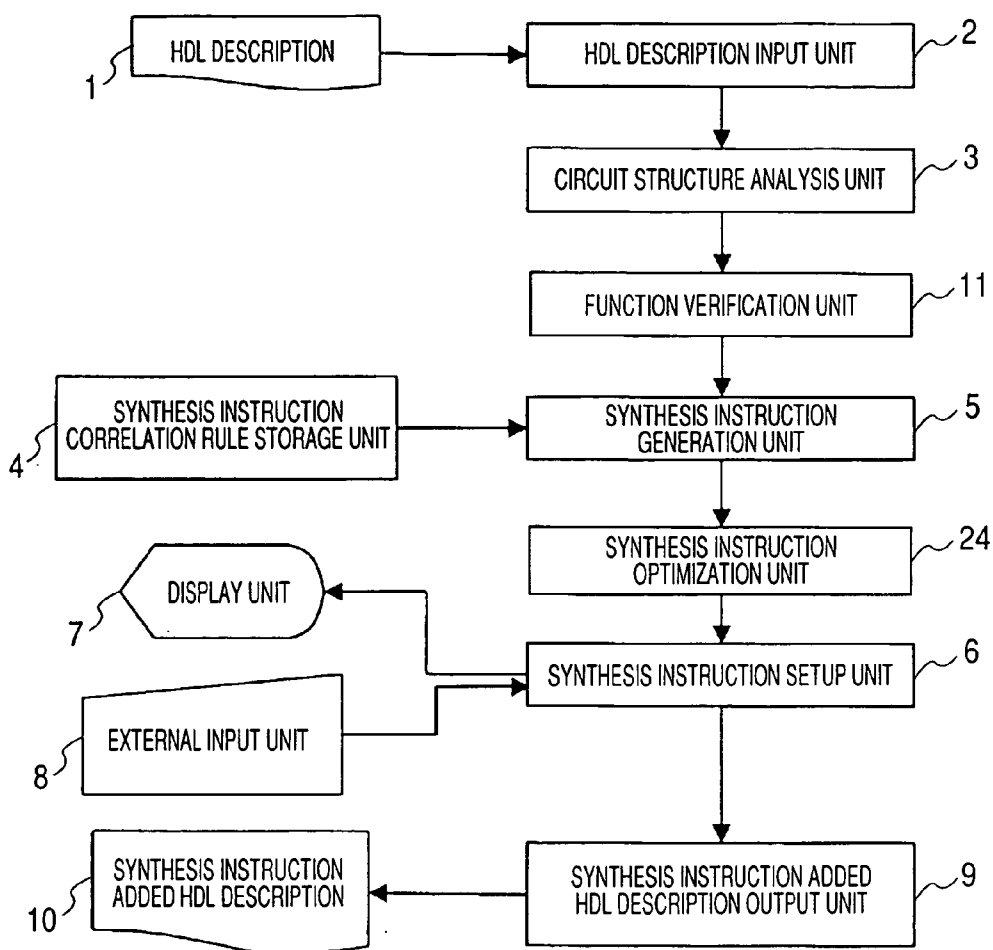 HDL DESCRIPTION
1
HDL DESCRIPTION INPUT UNIT
2
CIRCUIT STRUCTURE ANALYSIS UNIT
3
FUNCTION VERIFICATION UNIT
11
SYNTHESIS INSTRUCTION
CORRELATION RULE STORAGE UNIT
4
SYNTHESIS INSTRUCTION
GENERATION UNIT
5
SYNTHESIS INSTRUCTION
OPTIMIZATION UNIT
24
DISPLAY UNIT
7
SYNTHESIS INSTRUCTION SETUP UNIT
6
EXTERNAL INPUT UNIT
8
SYNTHESIS INSTRUCTION
ADDED HDL DESCRIPTION
10
SYNTHESIS INSTRUCTION ADDED
HDL DESCRIPTION OUTPUT UNIT
9